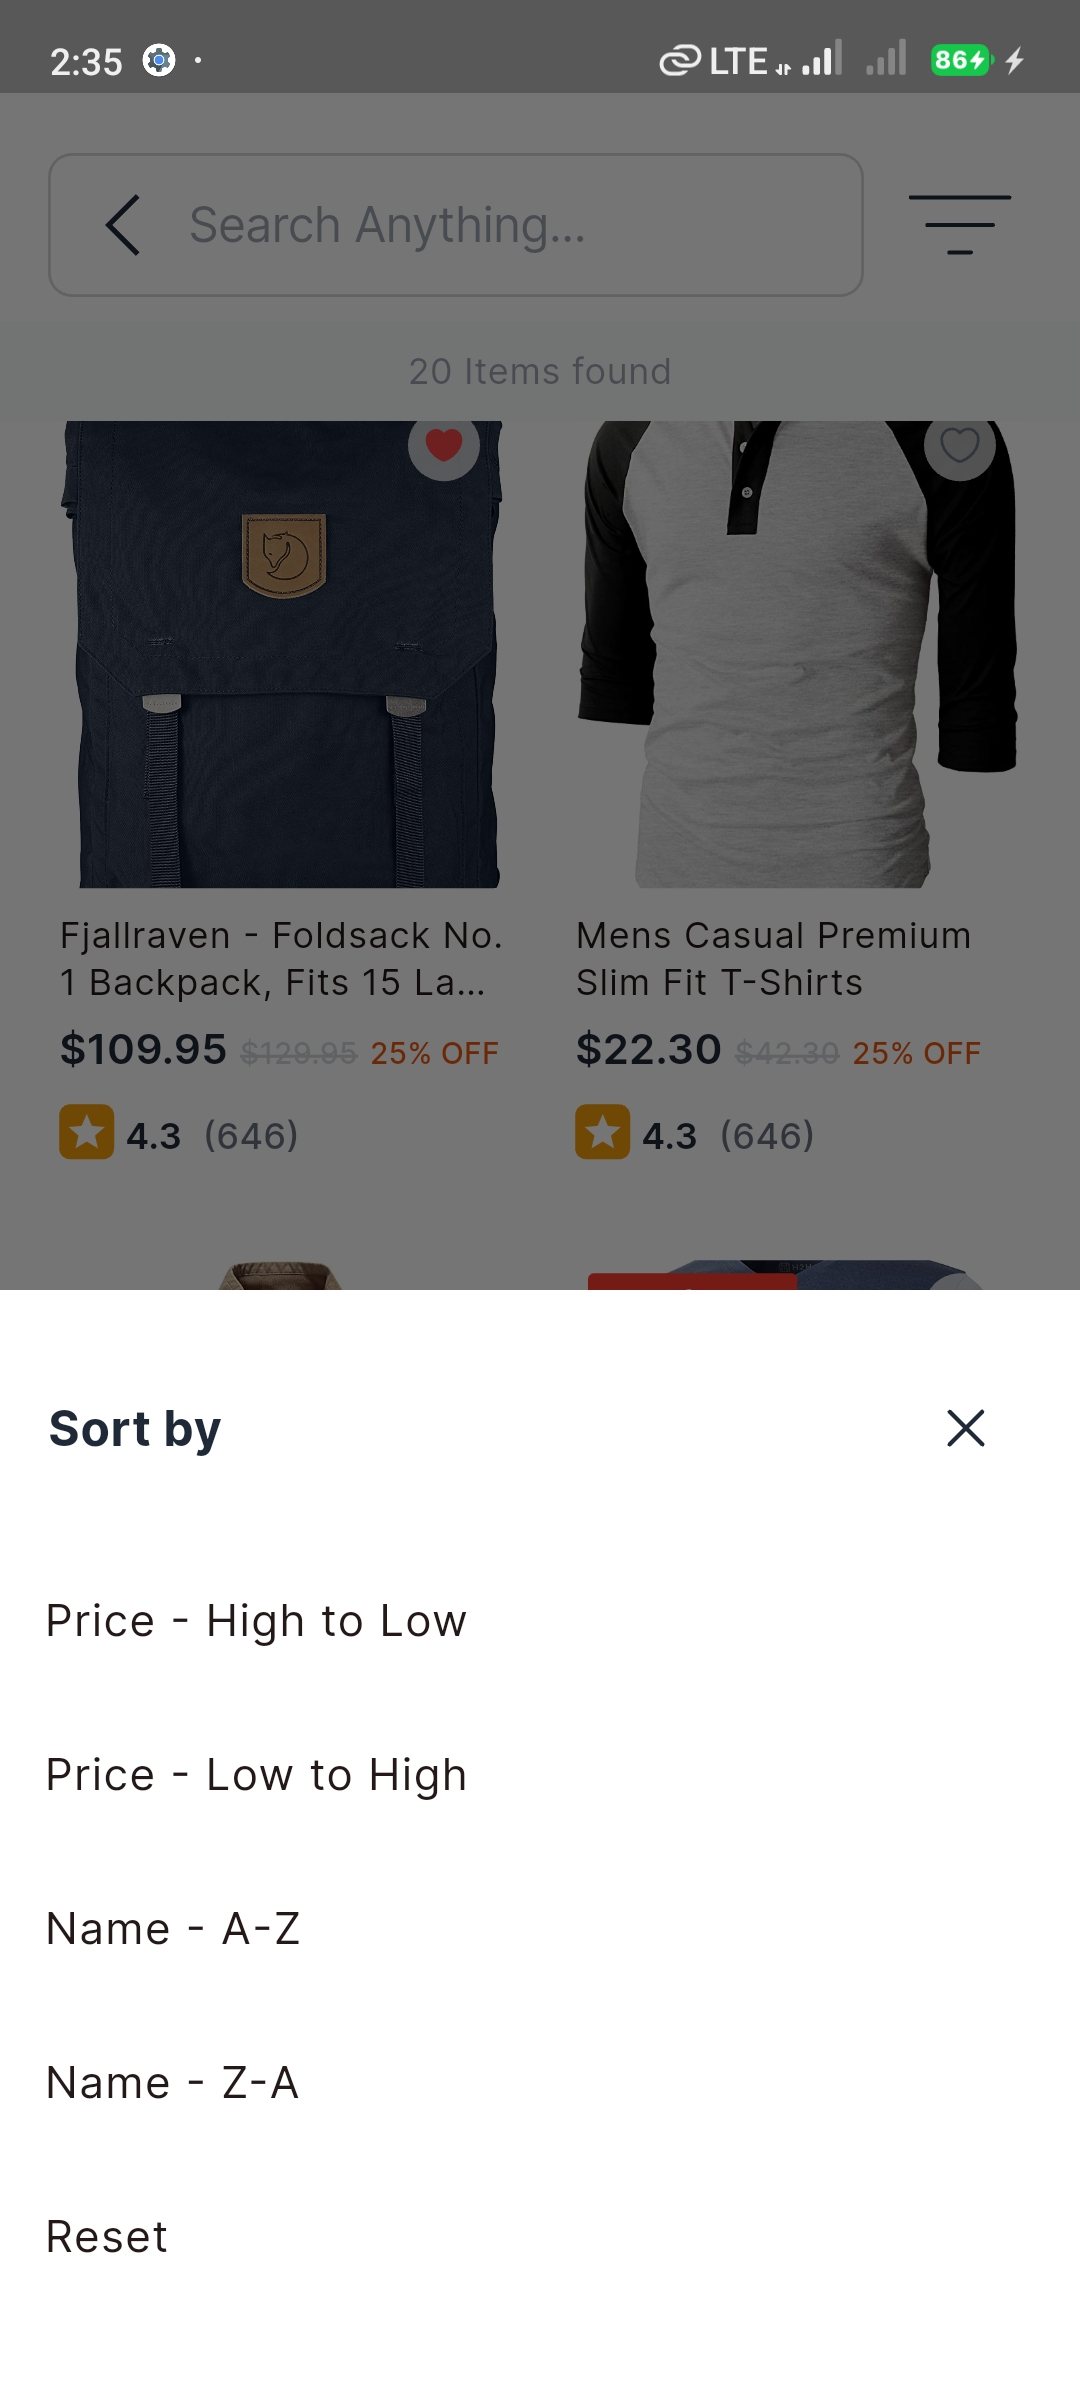 2:35 LTE 86
Search Anything...
20 Items found
Fjallraven - Foldsack No.
1 Backpack, Fits 15 La...
$109.95 $129.95 25% OFF
4.3 (646)
Mens Casual Premium
Slim Fit T-Shirts
$22.30 $42.30 25% OFF
4.3 (646)
Sort by
Price - High to Low
Price - Low to High
Name - A-Z
Name - Z-A
Reset